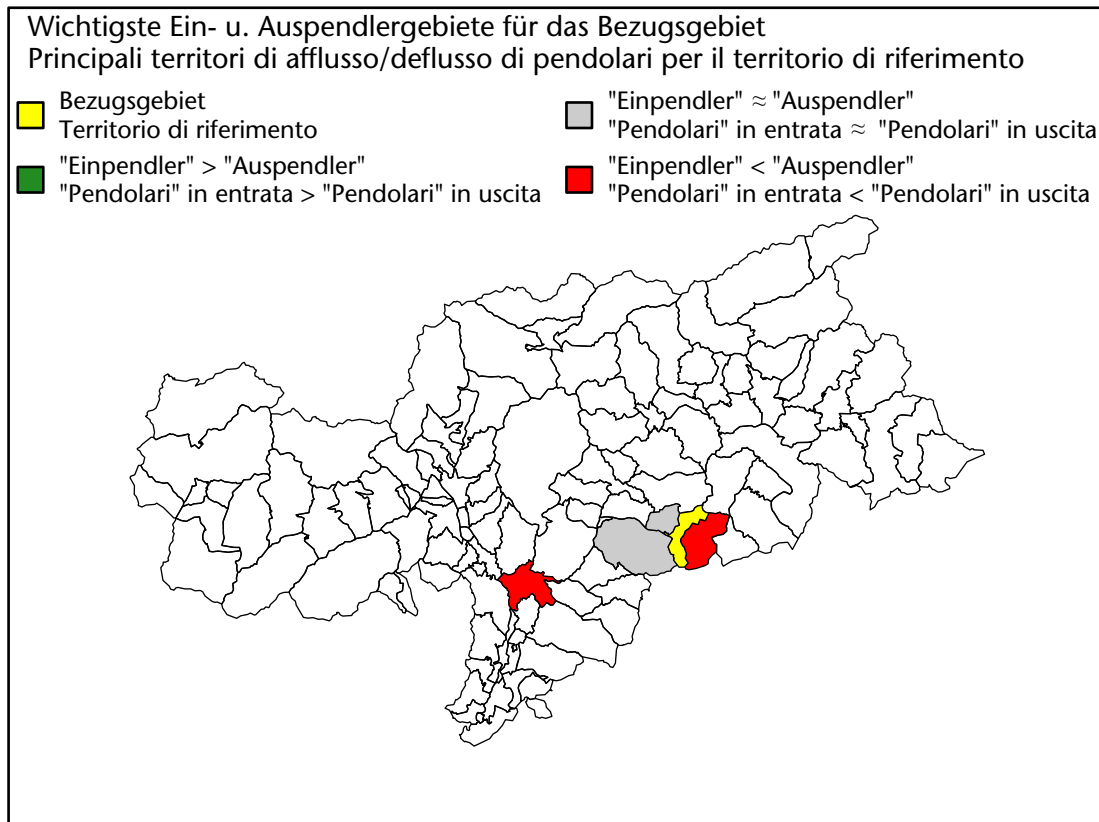 Wichtigste Ein- u. Auspendlergebiete für das Bezugsgebiet
Principali territori di afflusso/deflusso di pendolari per il territorio di riferimento
Bezugsgebiet
Territorio di riferimento
"Einpendler" > "Auspendler"
"Pendolari" in entrata > "Pendolari" in uscita
"Einpendler" ≈ "Auspendler"
"Pendolari" in entrata ≈ "Pendolari" in uscita
"Einpendler" < "Auspendler"
"Pendolari" in entrata < "Pendolari" in uscita